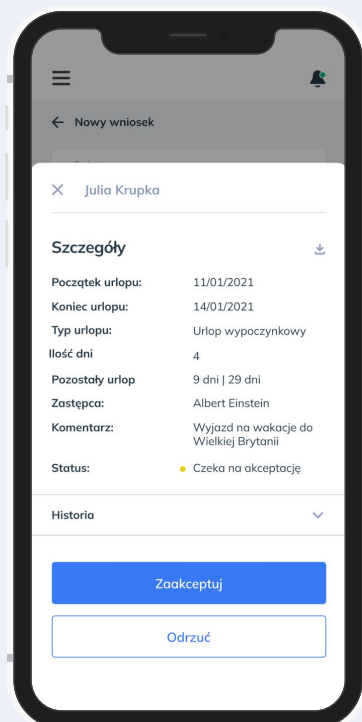 Nowy wniosek
Julia Krupka
Szczegóły
Początek urlopu: 11/01/2021
Koniec urlopu: 14/01/2021
Typ urlopu: Urlop wypoczynkowy
Ilość dni 4
Pozostały urlop 9 dni | 29 dni
Zastępca: Albert Einstein
Komentarz: Wyjazd na wakacje do
Wielkiej Brytanii
Status: Czeka na akceptację
Historia
Zaakceptuj
Odrzuć